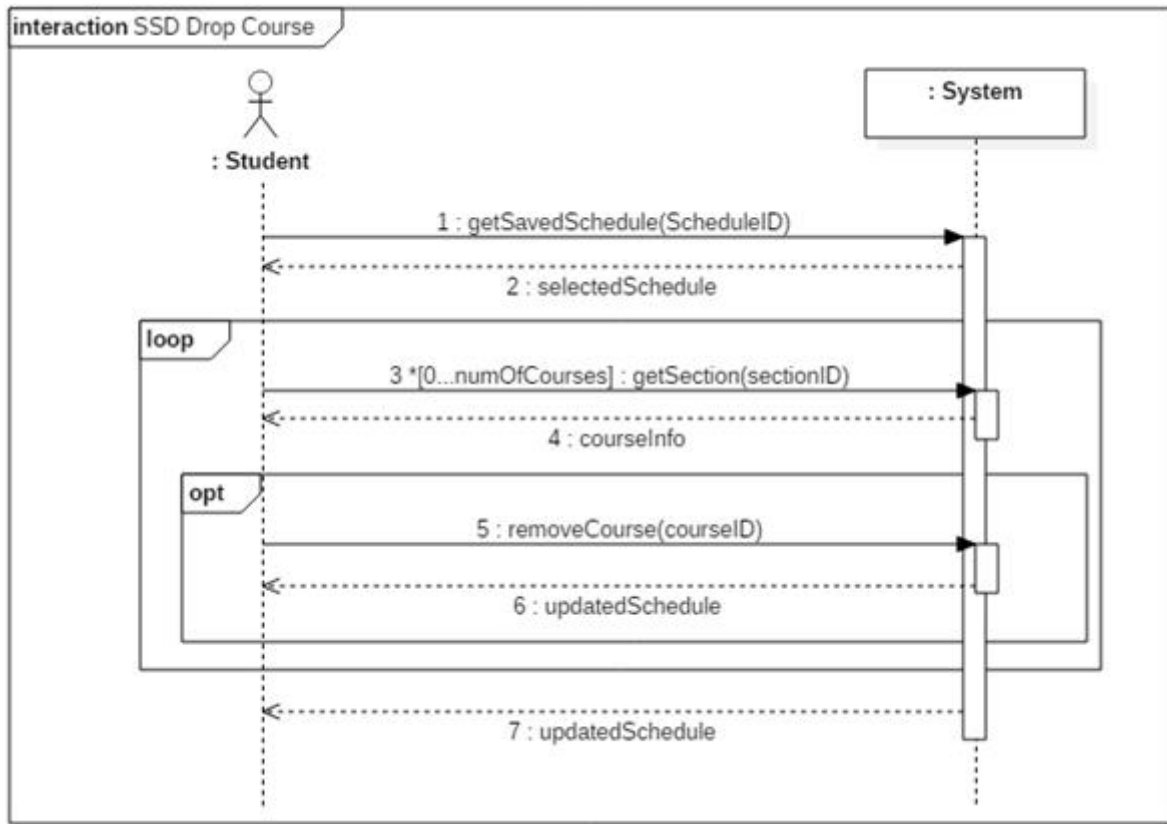 interaction SSD Drop Course
: System
: Student
1 : getSavedSchedule(ScheduleID)
2 : selectedSchedule
loop
3 *[0...numOfCourses] : getSection(sectionID)
4 : courseInfo
opt
5 : removeCourse(courseID)
6 : updatedSchedule
7 : updatedSchedule